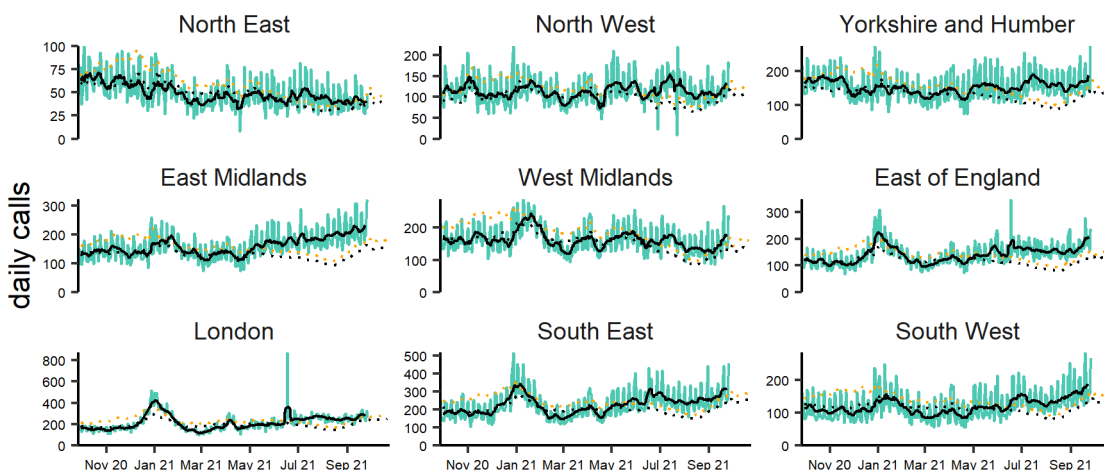 North East
North West
Yorkshire and Humber
100
75
50
25
0
200
150
100
50
0
200
100
0
East Midlands
West Midlands
East of England
daily calls
300
200
100
0
200
100
0
300
200
100
0
London
South East
South West
800
600
400
200
0
500
400
300
200
100
0
200
100
0
Nov 20 Jan 21 Mar 21 May 21 Jul 21 Sep 21
Nov 20 Jan 21 Mar 21 May 21 Jul 21 Sep 21
Nov 20 Jan 21 Mar 21 May 21 Jul 21 Sep 21